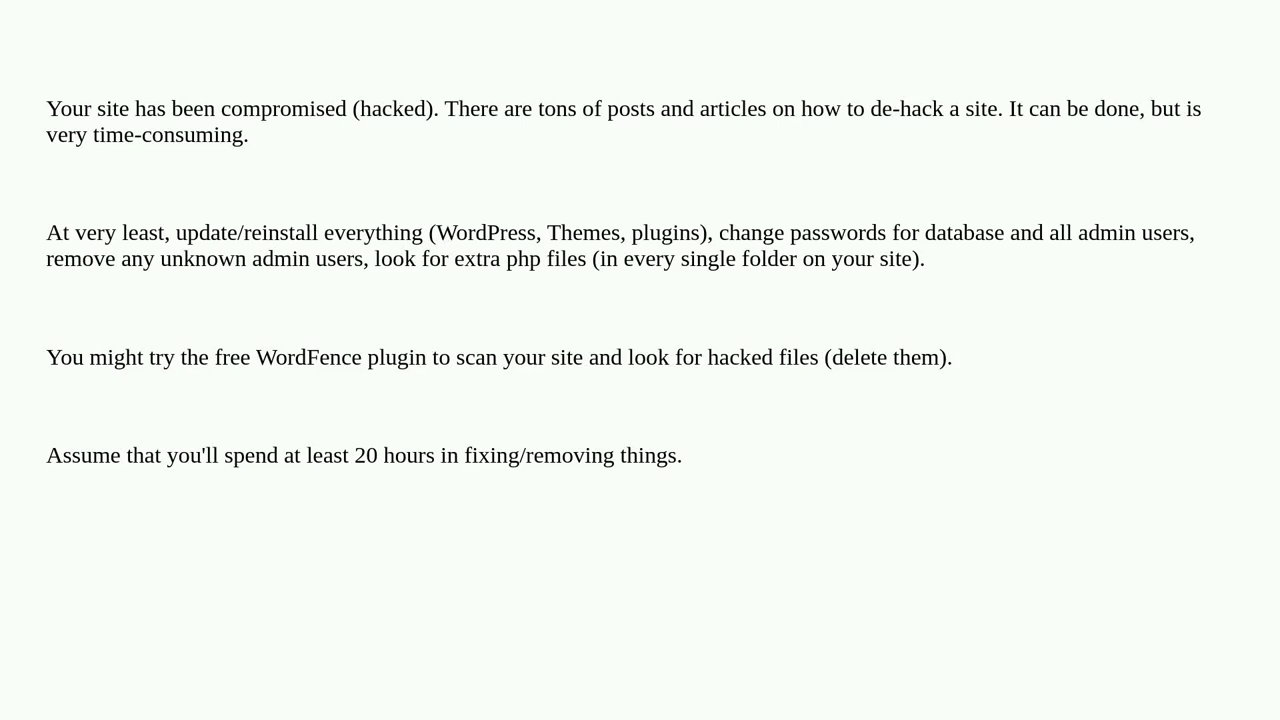 Your site has been compromised (hacked). There are tons of posts and articles on how to de-hack a site. It can be done, but is
very time-consuming.
At very least, update/reinstall everything (WordPress, Themes, plugins), change passwords for database and all admin users,
remove any unknown admin users, look for extra php files (in every single folder on your site).
You might try the free WordFence plugin to scan your site and look for hacked files (delete them).
Assume that you'll spend at least 20 hours in fixing/removing things.